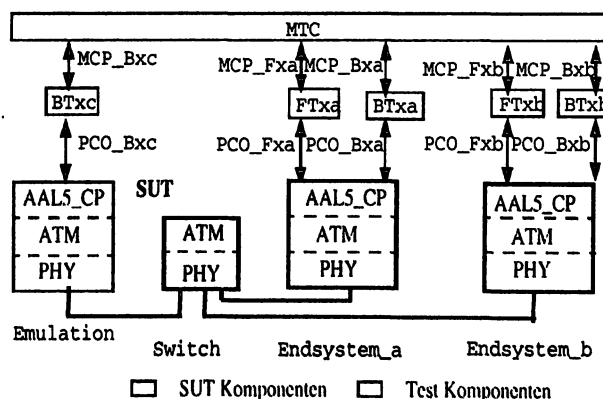 MTC
MCP_Bxc MCP_Fxa MCP_Bxa MCP_Fxb MCP_Bxb
BTxc FTxa BTxa FTxb BTxb
PCO_Bxc PCO_Fxa PCO_Bxa PCO_Fxb PCO_Bxb
AAL5_CP SUT AAL5_CP AAL5_CP
ATM ATM ATM ATM
PHY PHY PHY PHY
Emulation Switch Endsystem_a Endsystem_b
SUT Komponenten Test Komponenten